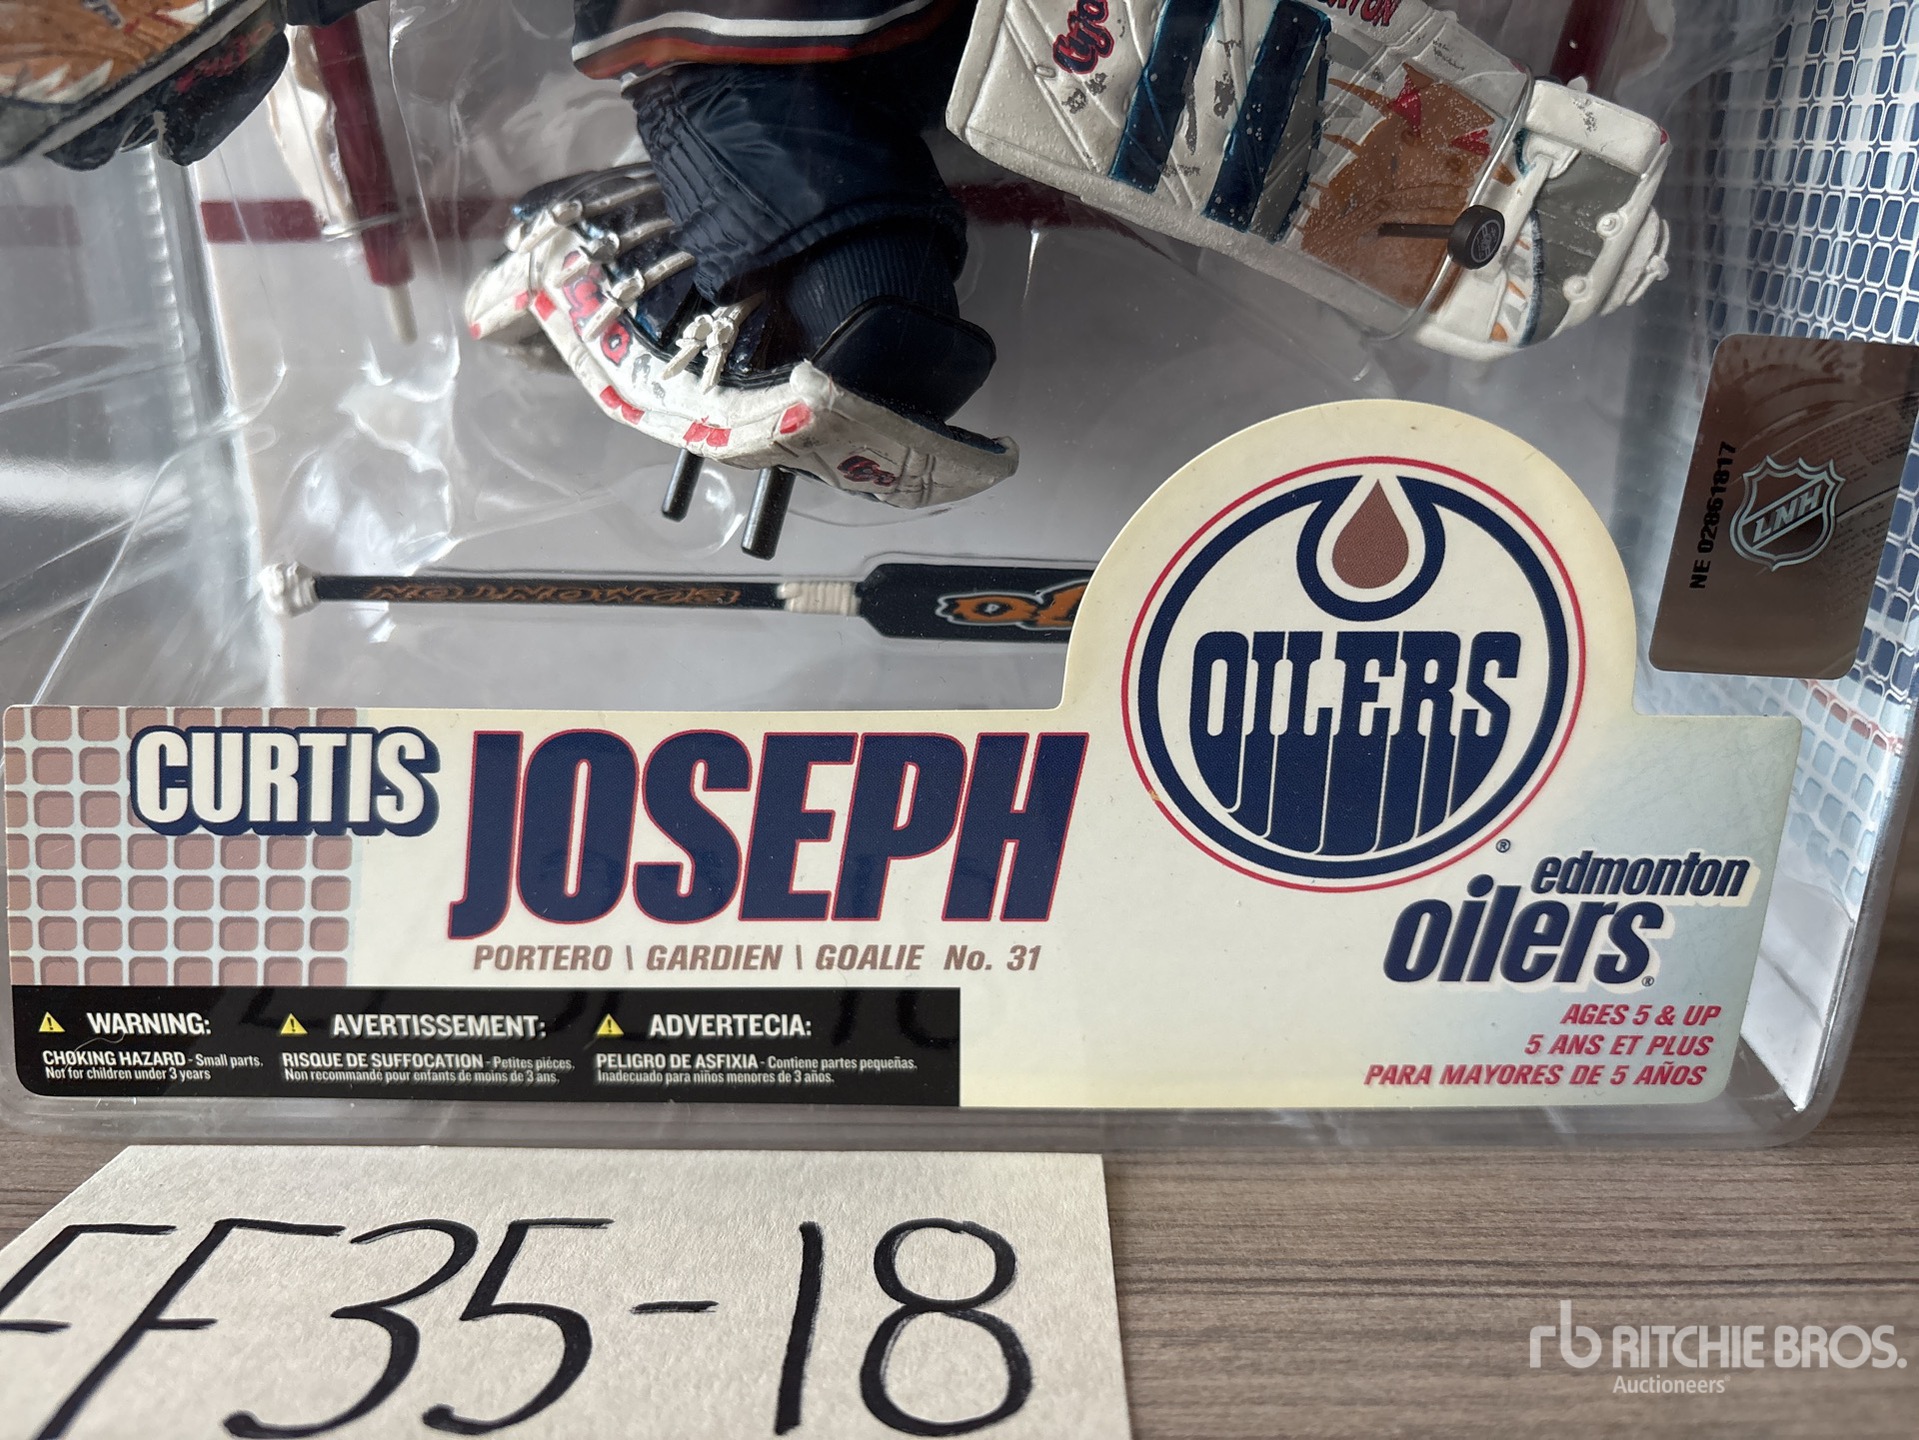 NE 02861817
LNH
OILERS
®
CURTIS
JOSEPH
PORTERO \ GARDIEN \ GOALIE No. 31
edmonton
oilers®
AGES 5 & UP
5 ANS ET PLUS
PARA MAYORES DE 5 AÑOS
WARNING:
CHOKING HAZARD - Small parts.
Not for children under 3 years
AVERTISSEMENT:
RISQUE DE SUFFOCATION - Petites pièces.
Non recommandé pour enfants de moins de 3 ans.
ADVERTECIA:
PELIGRO DE ASFIXIA - Contiene partes pequeñas.
Inadecuado para niños menores de 3 años.
FF35-18
rb RITCHIE BROS.
Auctioneers